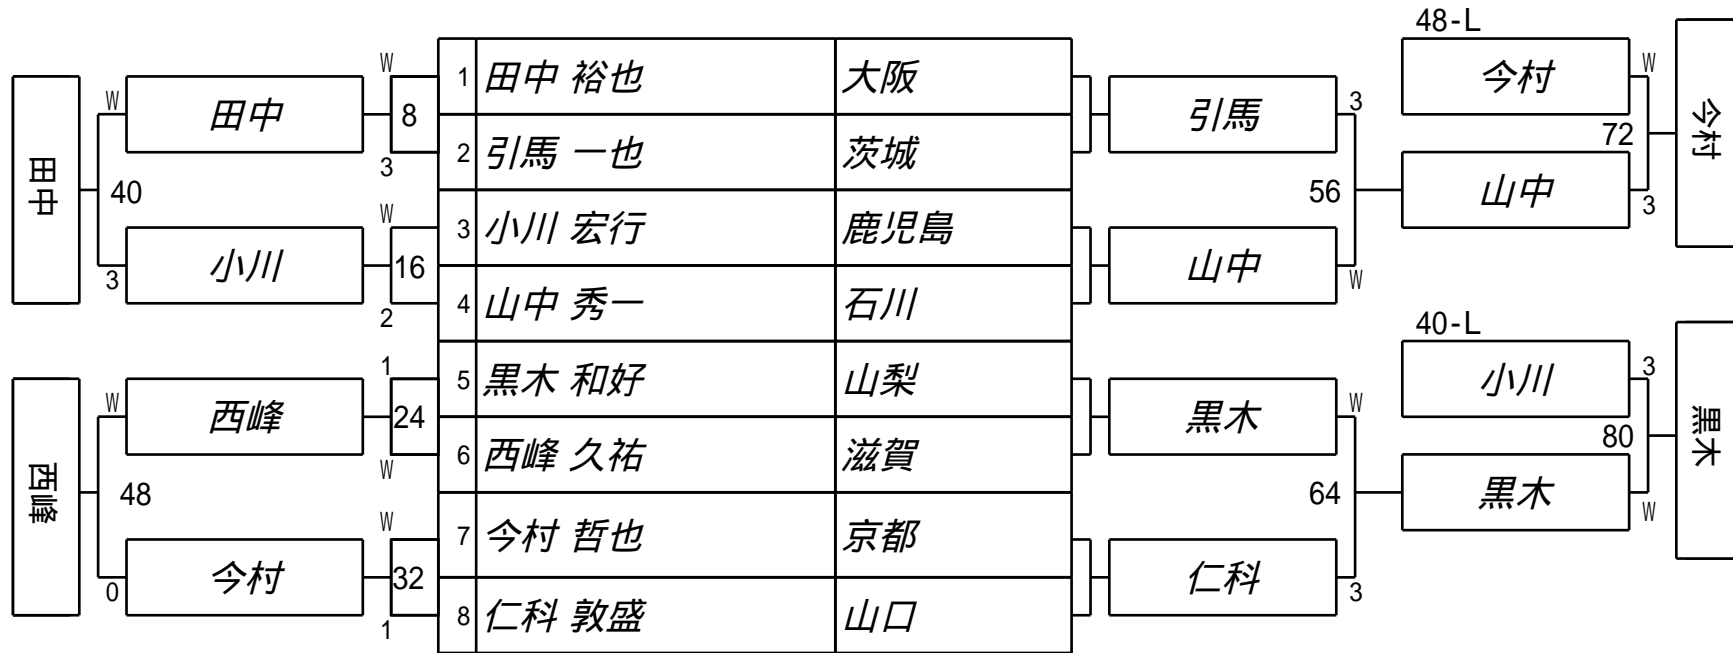 48-L
W
1 田中 裕也 大阪
今村
W
W
田中
8
引馬
3
72
今村
2 引馬 一也 茨城
3
山中
3
田中
40
56
W
3 小川 宏行 鹿児島
小川
16
山中
3
W
4 山中 秀一 石川
2
40-L
1
5 黒木 和好 山梨
小川
3
W
西峰
24
黒木
W
80
黒木
6 西峰 久祐 滋賀
W
黒木
W
西峰
48
64
W
7 今村 哲也 京都
今村
32
仁科
0
3
8 仁科 敦盛 山口
1